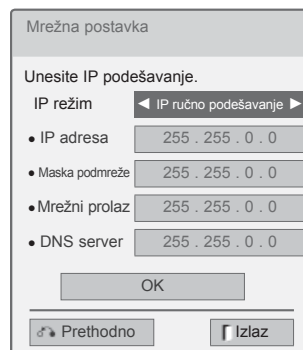 Mrežna postavka
Unesite IP podešavanje.
IP režim ◀ IP ručno podešavanje ▶
• IP adresa 255 . 255 . 0 . 0
• Maska podmreže 255 . 255 . 0 . 0
• Mrežni prolaz 255 . 255 . 0 . 0
• DNS server 255 . 255 . 0 . 0
OK
Prethodno Izlaz